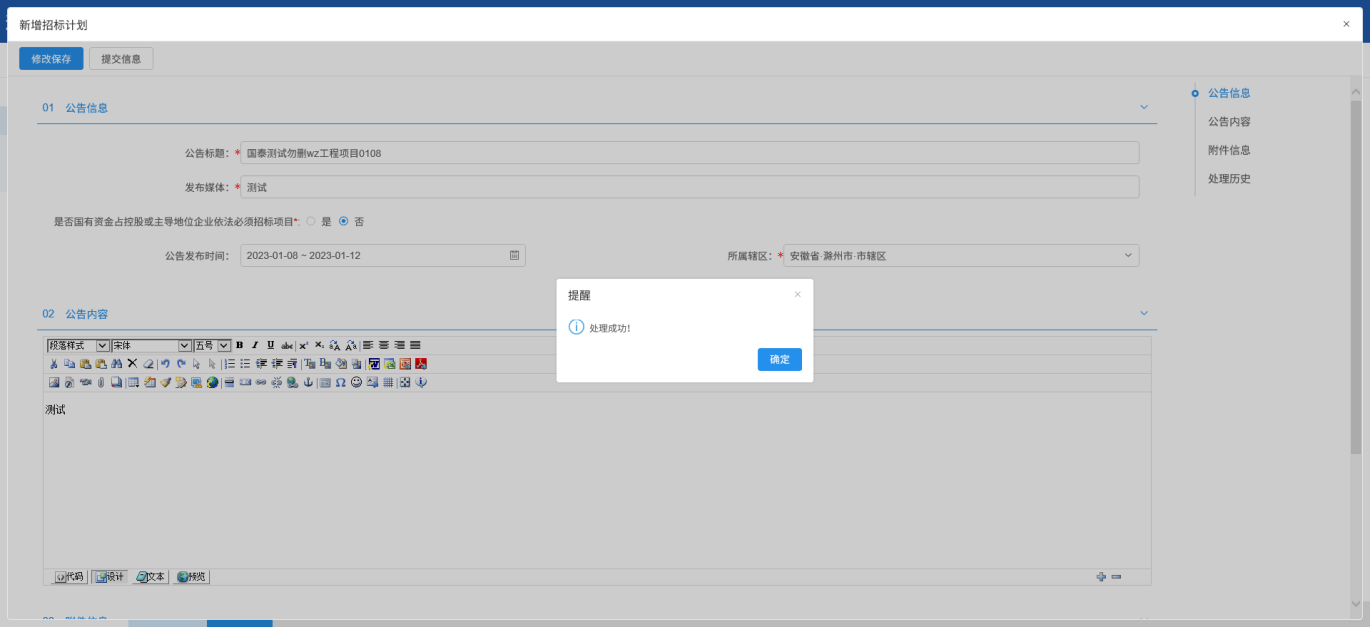 新增招标计划
×
修改保存 提交信息
01 公告信息
公告标题：* 国泰测试勿删wz工程项目0108
发布媒体：* 测试
是否国有资金占控股或主导地位企业依法必须招标项目*: 是 否
公告发布时间： 2023-01-08 ~ 2023-01-12 所属辖区：* 安徽省·滁州市·市辖区
02 公告内容
段落样式 宋体 五号 B I U abc
测试
代码 设计 文本 预览
03 附件信息
公告信息
公告内容
附件信息
处理历史
提醒 ×
处理成功!
确定